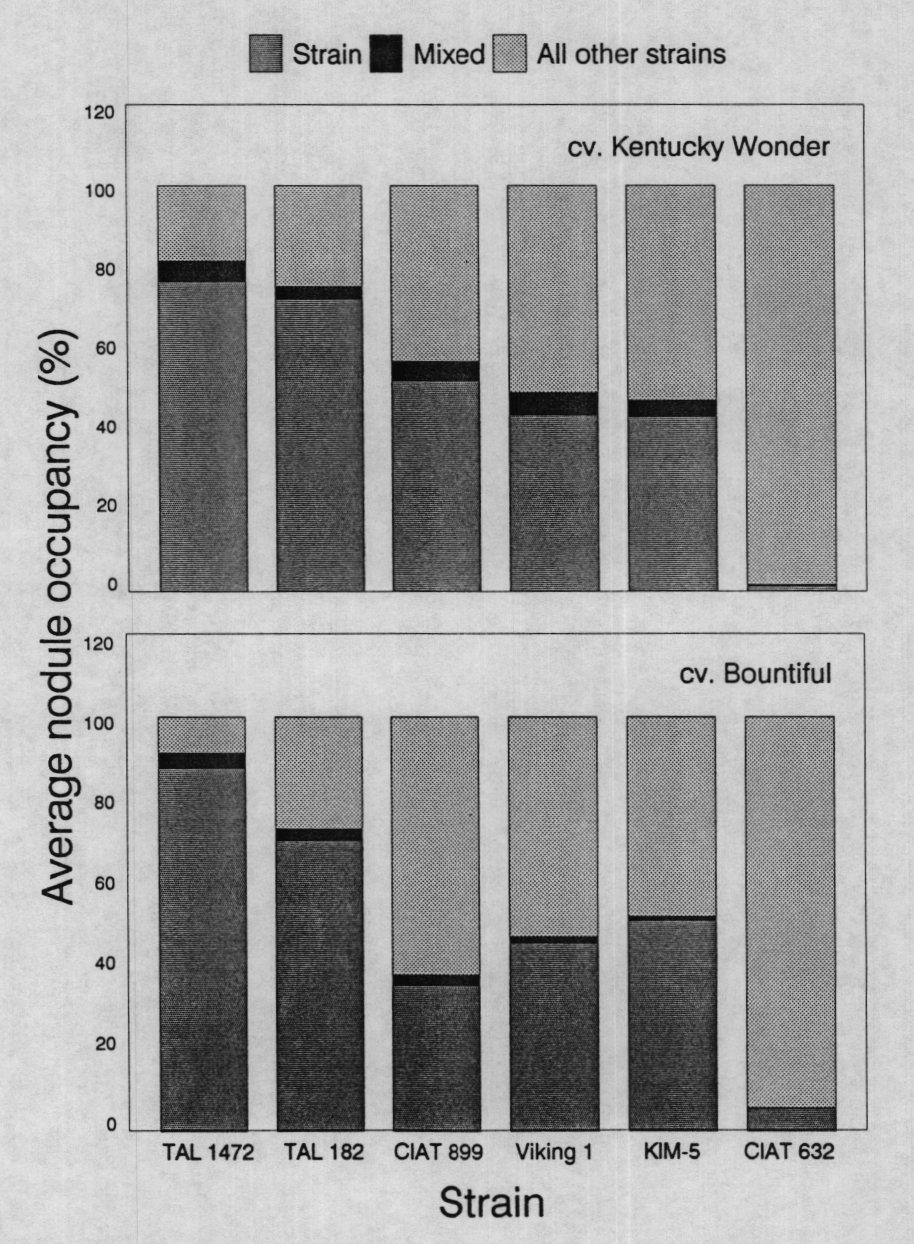 Strain Mixed All other strains
120
cv. Kentucky Wonder
100
80
60
40
20
0
Average nodule occupancy (%)
120
cv. Bountiful
100
80
60
40
20
0
TAL 1472 TAL 182 CIAT 899 Viking 1 KIM-5 CIAT 632
Strain